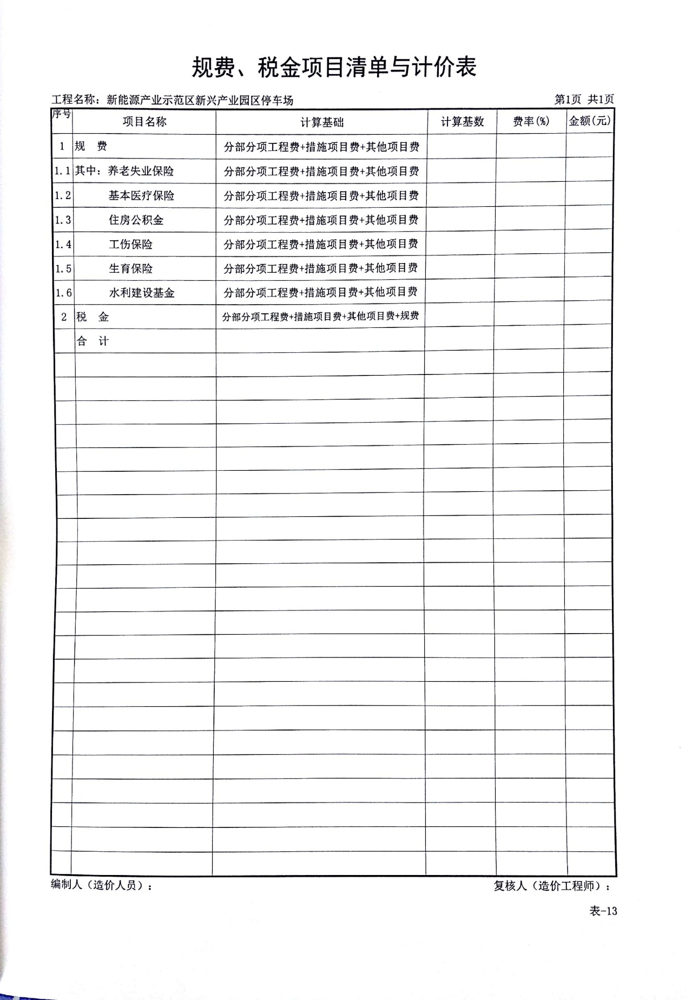 规费、税金项目清单与计价表
工程名称：新能源产业示范区新兴产业园区停车场 第1页 共1页
序号 项目名称 计算基础 计算基数 费率(%) 金额(元)
1 规 费 分部分项工程费+措施项目费+其他项目费
1.1 其中：养老失业保险 分部分项工程费+措施项目费+其他项目费
1.2 基本医疗保险 分部分项工程费+措施项目费+其他项目费
1.3 住房公积金 分部分项工程费+措施项目费+其他项目费
1.4 工伤保险 分部分项工程费+措施项目费+其他项目费
1.5 生育保险 分部分项工程费+措施项目费+其他项目费
1.6 水利建设基金 分部分项工程费+措施项目费+其他项目费
2 税 金 分部分项工程费+措施项目费+其他项目费+规费
合 计
编制人（造价人员）： 复核人（造价工程师）：
表-13